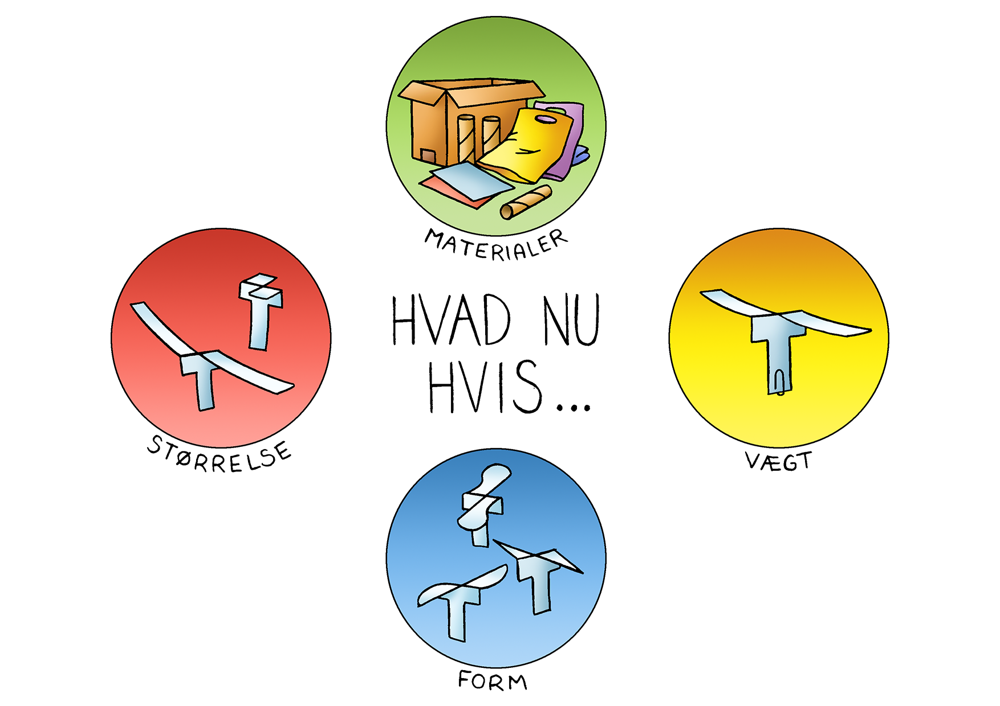 MATERIALER
HVAD NU
HVIS...
STØRRELSE
VÆGT
FORM